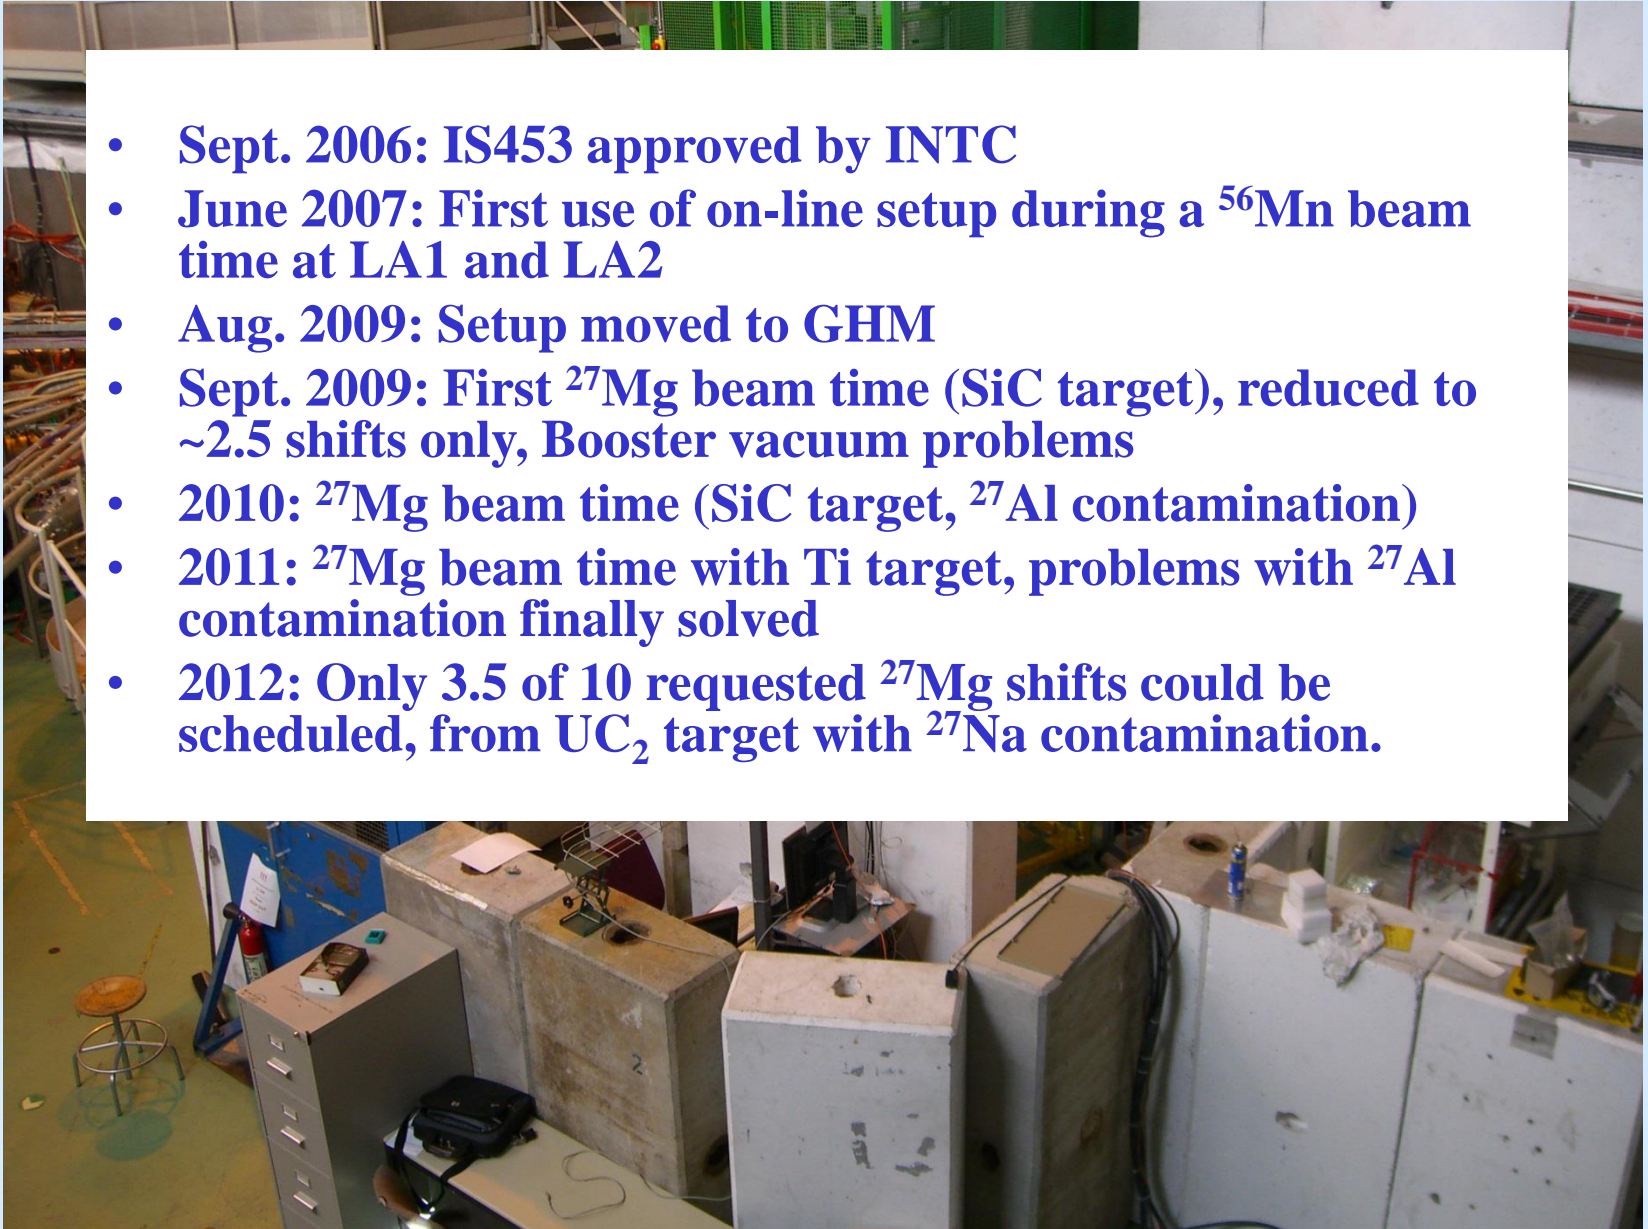 • Sept. 2006: IS453 approved by INTC
• June 2007: First use of on-line setup during a ⁵⁶Mn beam
time at LA1 and LA2
• Aug. 2009: Setup moved to GHM
• Sept. 2009: First ²⁷Mg beam time (SiC target), reduced to
~2.5 shifts only, Booster vacuum problems
• 2010: ²⁷Mg beam time (SiC target, ²⁷Al contamination)
• 2011: ²⁷Mg beam time with Ti target, problems with ²⁷Al
contamination finally solved
• 2012: Only 3.5 of 10 requested ²⁷Mg shifts could be
scheduled, from UC₂ target with ²⁷Na contamination.
2